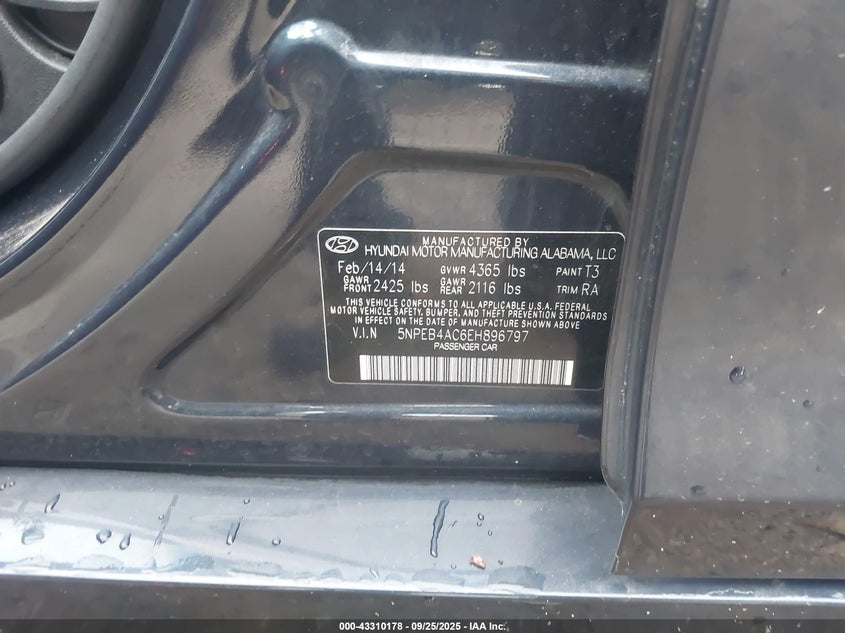 MANUFACTURED BY
HYUNDAI MOTOR MANUFACTURING ALABAMA, LLC
Feb/14/14 GVWR 4365 lbs PAINT T3
GAWR FRONT 2425 lbs GAWR REAR 2116 lbs TRIM RA
THIS VEHICLE CONFORMS TO ALL APPLICABLE U.S.A. FEDERAL
MOTOR VEHICLE SAFETY, BUMPER, AND THEFT PREVENTION STANDARDS
IN EFFECT ON THE DATE OF MANUFACTURE SHOWN ABOVE
V.I.N 5NPEB4AC6EH896797
PASSENGER CAR
000-43310178 - 09/25/2025 - IAA Inc.